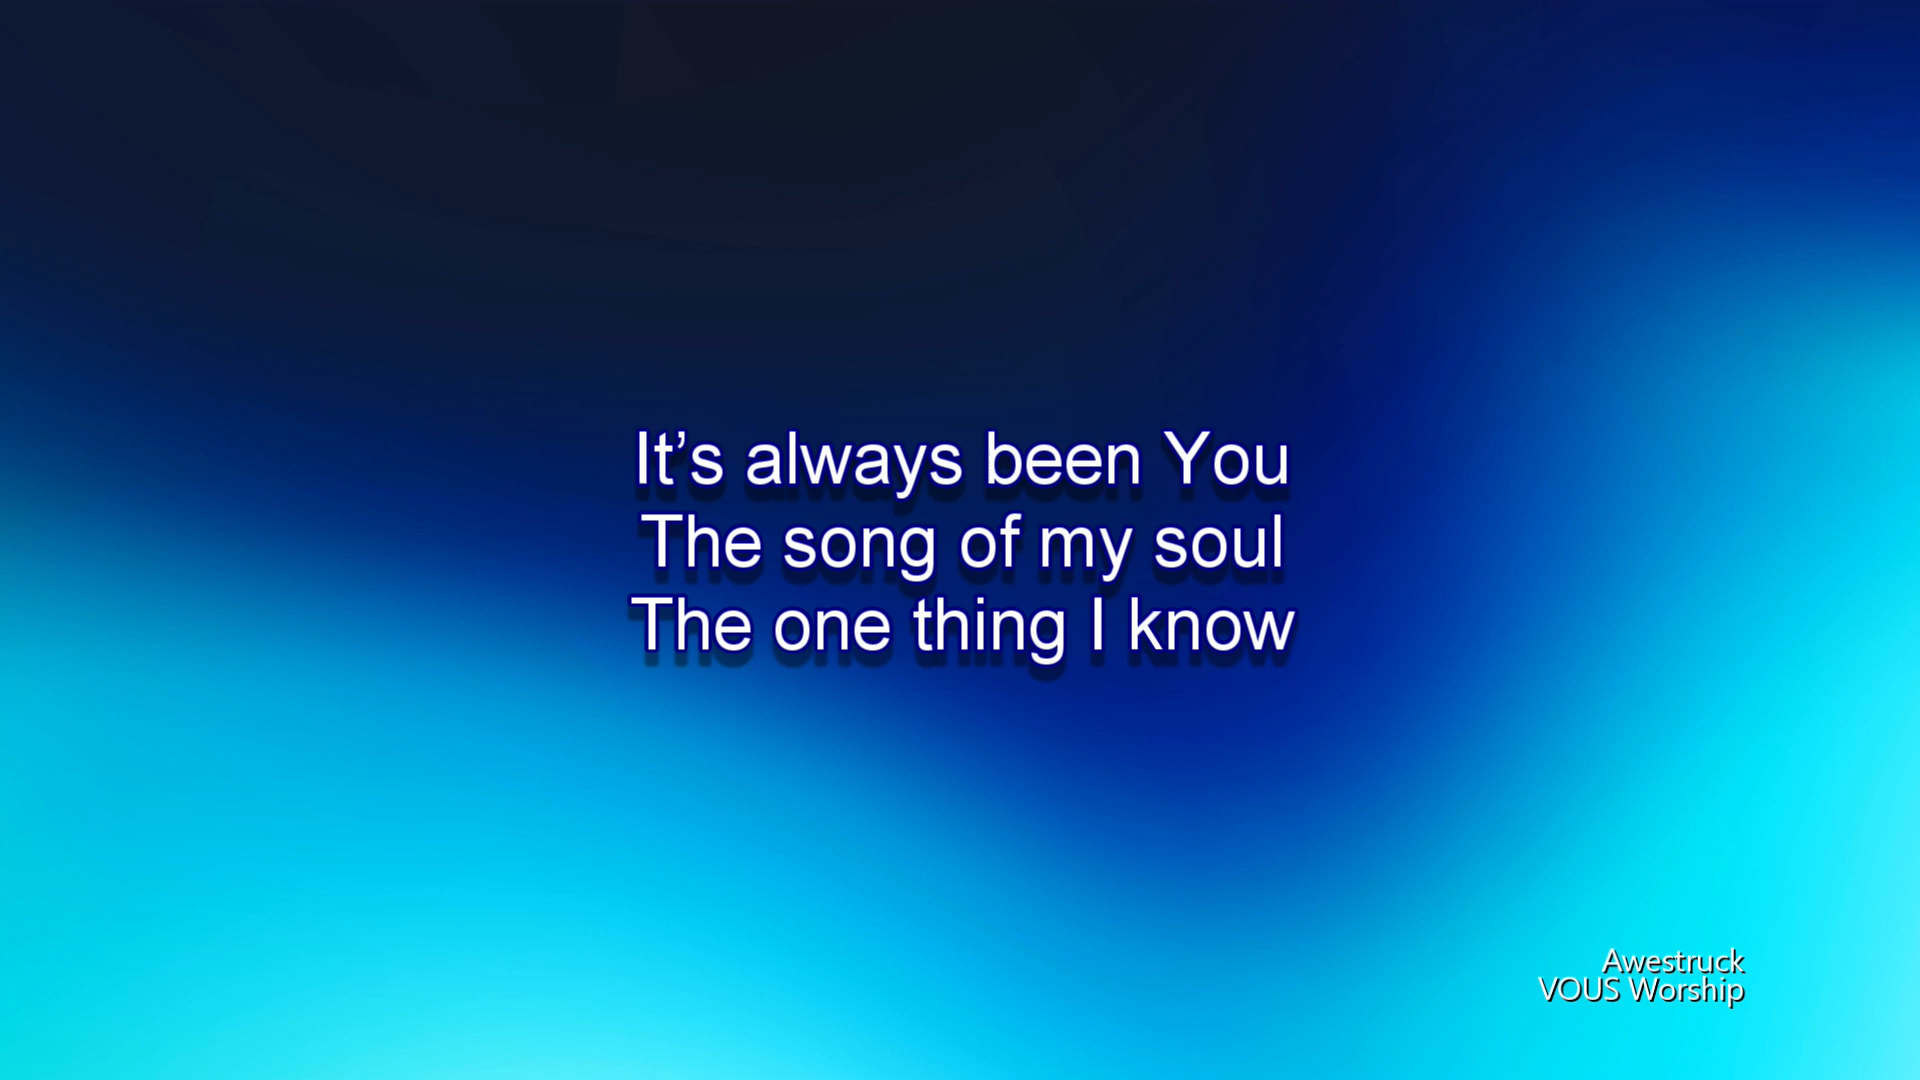 It’s always been You
The song of my soul
The one thing I know
Awestruck
VOUS Worship